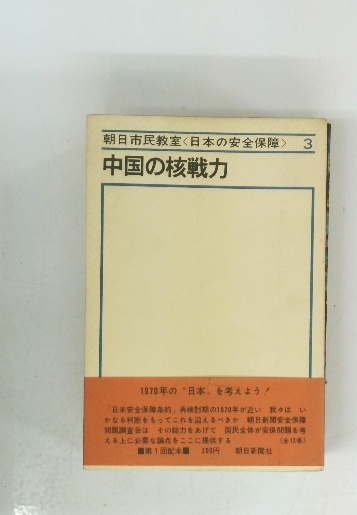 朝日市民教室〈日本の安全保障〉 3
中国の核戦力
1970年の"日本"を考えよう!
「日米安全保障条約」再検討期の1970年が近い 我々は い
かなる判断をもってこれを迎えるべきか 朝日新聞安全保障
問題調査会は その総力をあげて 国民全体が安保問題を考
える上に必要な論点をここに提供する (全10巻)
■第1回配本■ 280円 朝日新聞社